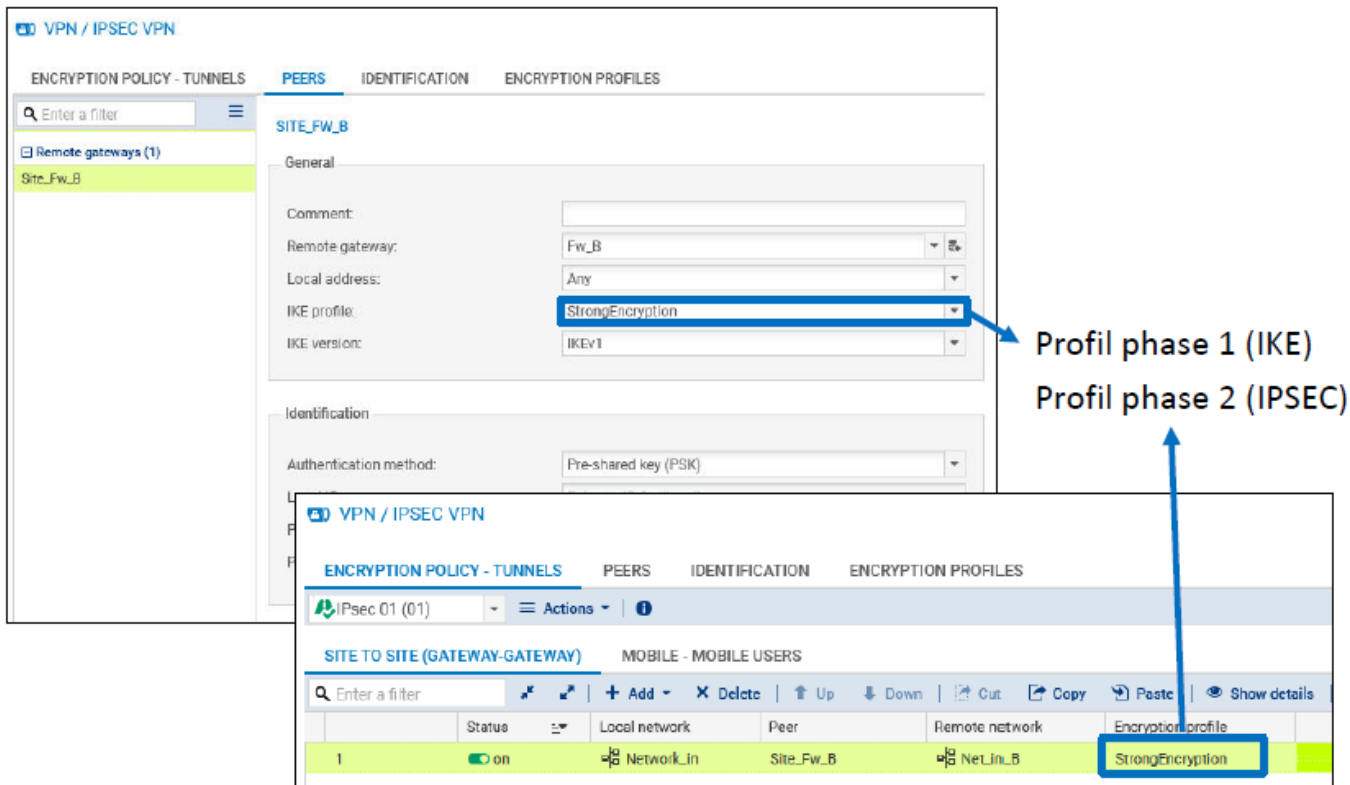 VPN / IPSEC VPN
ENCRYPTION POLICY - TUNNELS PEERS IDENTIFICATION ENCRYPTION PROFILES
Enter a filter
SITE_FW_B
Remote gateways (1)
General
Site_Fw_B
Comment:
Remote gateway: Fw_B
Local address: Any
IKE profile: StrongEncryption
IKE version: IKEv1
Profil phase 1 (IKE)
Profil phase 2 (IPSEC)
Identification
Authentication method: Pre-shared key (PSK)
VPN / IPSEC VPN
ENCRYPTION POLICY - TUNNELS PEERS IDENTIFICATION ENCRYPTION PROFILES
IPsec 01 (01) Actions
SITE TO SITE (GATEWAY-GATEWAY) MOBILE - MOBILE USERS
Enter a filter Add Delete Up Down Cut Copy Paste Show details
Status Local network Peer Remote network Encryption profile
1 on Network_in Site_Fw_B Net_in_B StrongEncryption